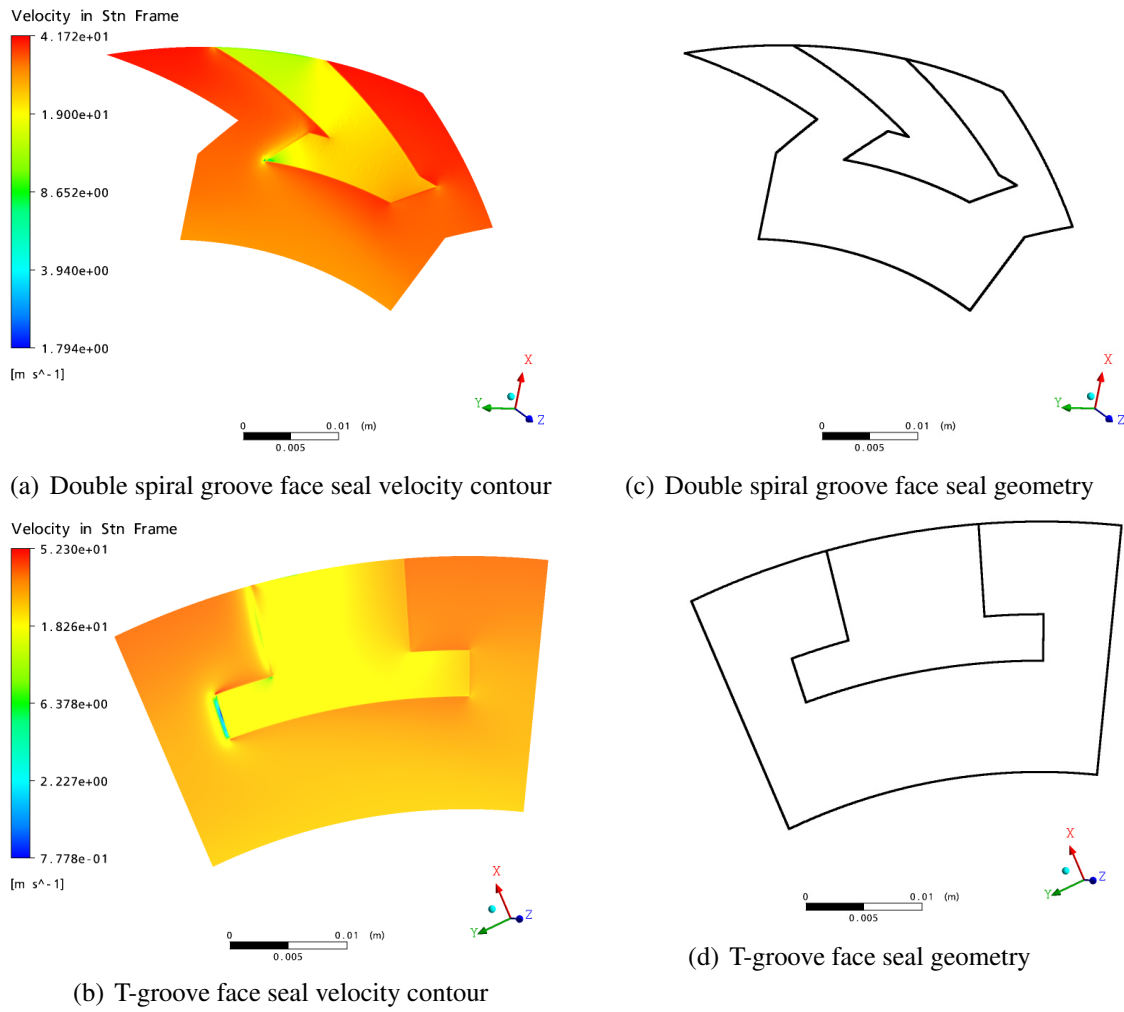 Velocity in Stn Frame
4.172e+01
1.900e+01
8.652e+00
3.940e+00
1.794e+00
[m s^-1]
X
Y
Z
0 0.01 (m)
0.005
X
Y
Z
0 0.01 (m)
0.005
(a) Double spiral groove face seal velocity contour
(c) Double spiral groove face seal geometry
Velocity in Stn Frame
5.230e+01
1.826e+01
6.378e+00
2.227e+00
7.778e-01
[m s^-1]
X
Y
Z
0 0.01 (m)
0.005
(b) T-groove face seal velocity contour
X
Y
Z
0 0.01 (m)
0.005
(d) T-groove face seal geometry